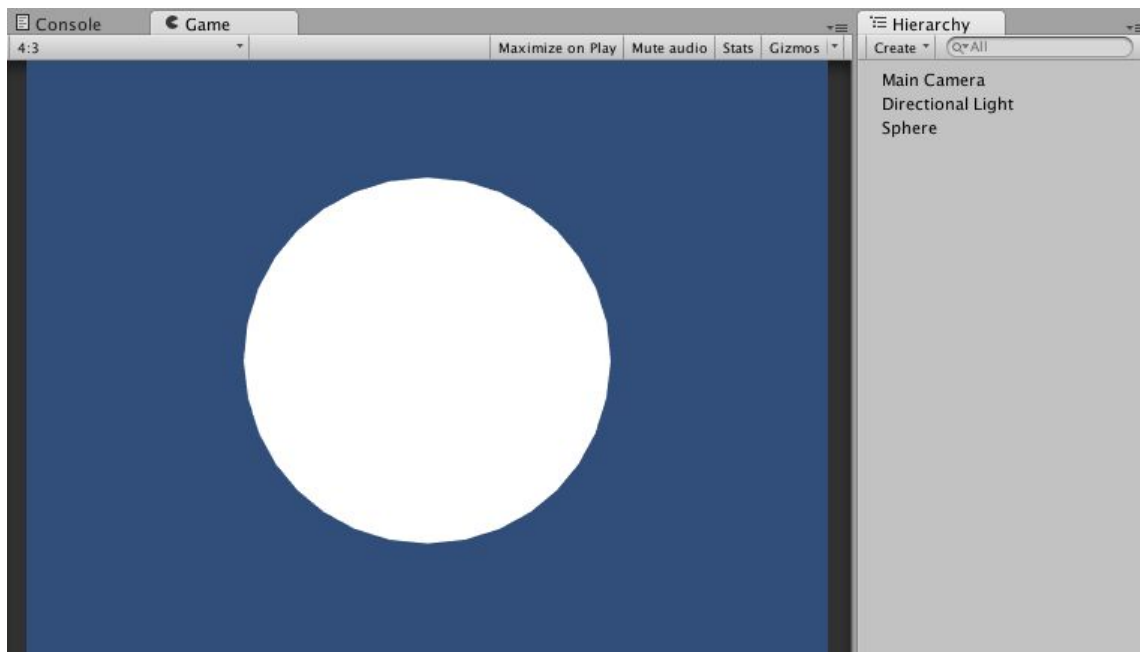 Console Game
4:3 Maximize on Play Mute audio Stats Gizmos
Hierarchy
Create All
Main Camera
Directional Light
Sphere